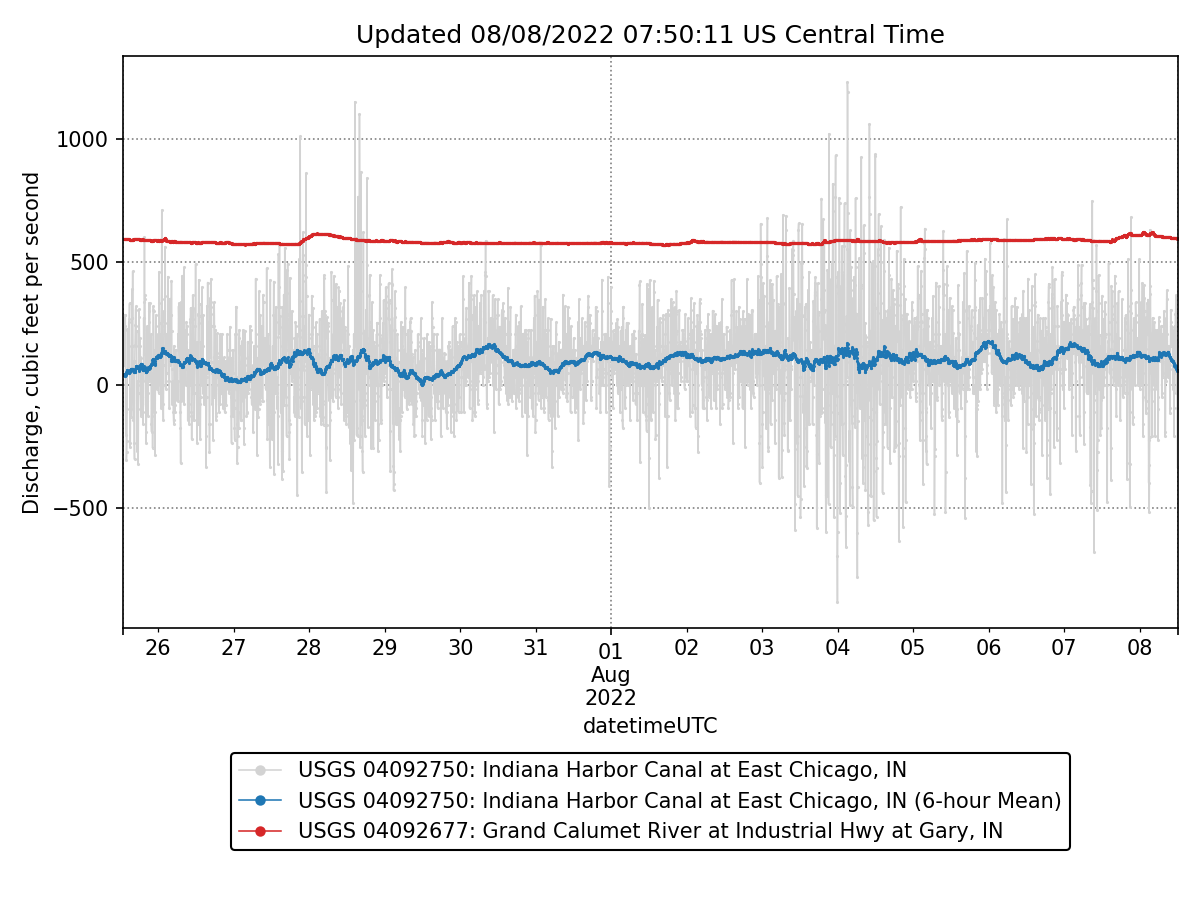 Updated 08/08/2022 07:50:11 US Central Time
Discharge, cubic feet per second
1000
500
0
−500
26 27 28 29 30 31 01 02 03 04 05 06 07 08
Aug
2022
datetimeUTC
USGS 04092750: Indiana Harbor Canal at East Chicago, IN
USGS 04092750: Indiana Harbor Canal at East Chicago, IN (6-hour Mean)
USGS 04092677: Grand Calumet River at Industrial Hwy at Gary, IN